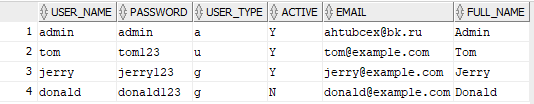 USER_NAME PASSWORD USER_TYPE ACTIVE EMAIL FULL_NAME
1 admin admin a Y ahtubcex@bk.ru Admin
2 tom tom123 u Y tom@example.com Tom
3 jerry jerry123 g Y jerry@example.com Jerry
4 donald donald123 g N donald@example.com Donald